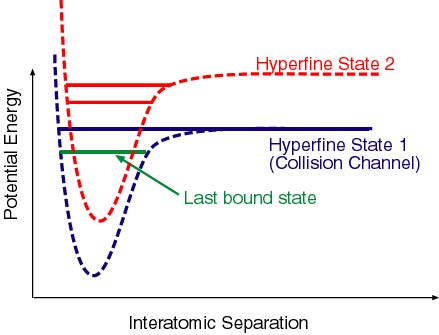 Hyperfine State 2
Hyperfine State 1
(Collision Channel)
Last bound state
Potential Energy
Interatomic Separation